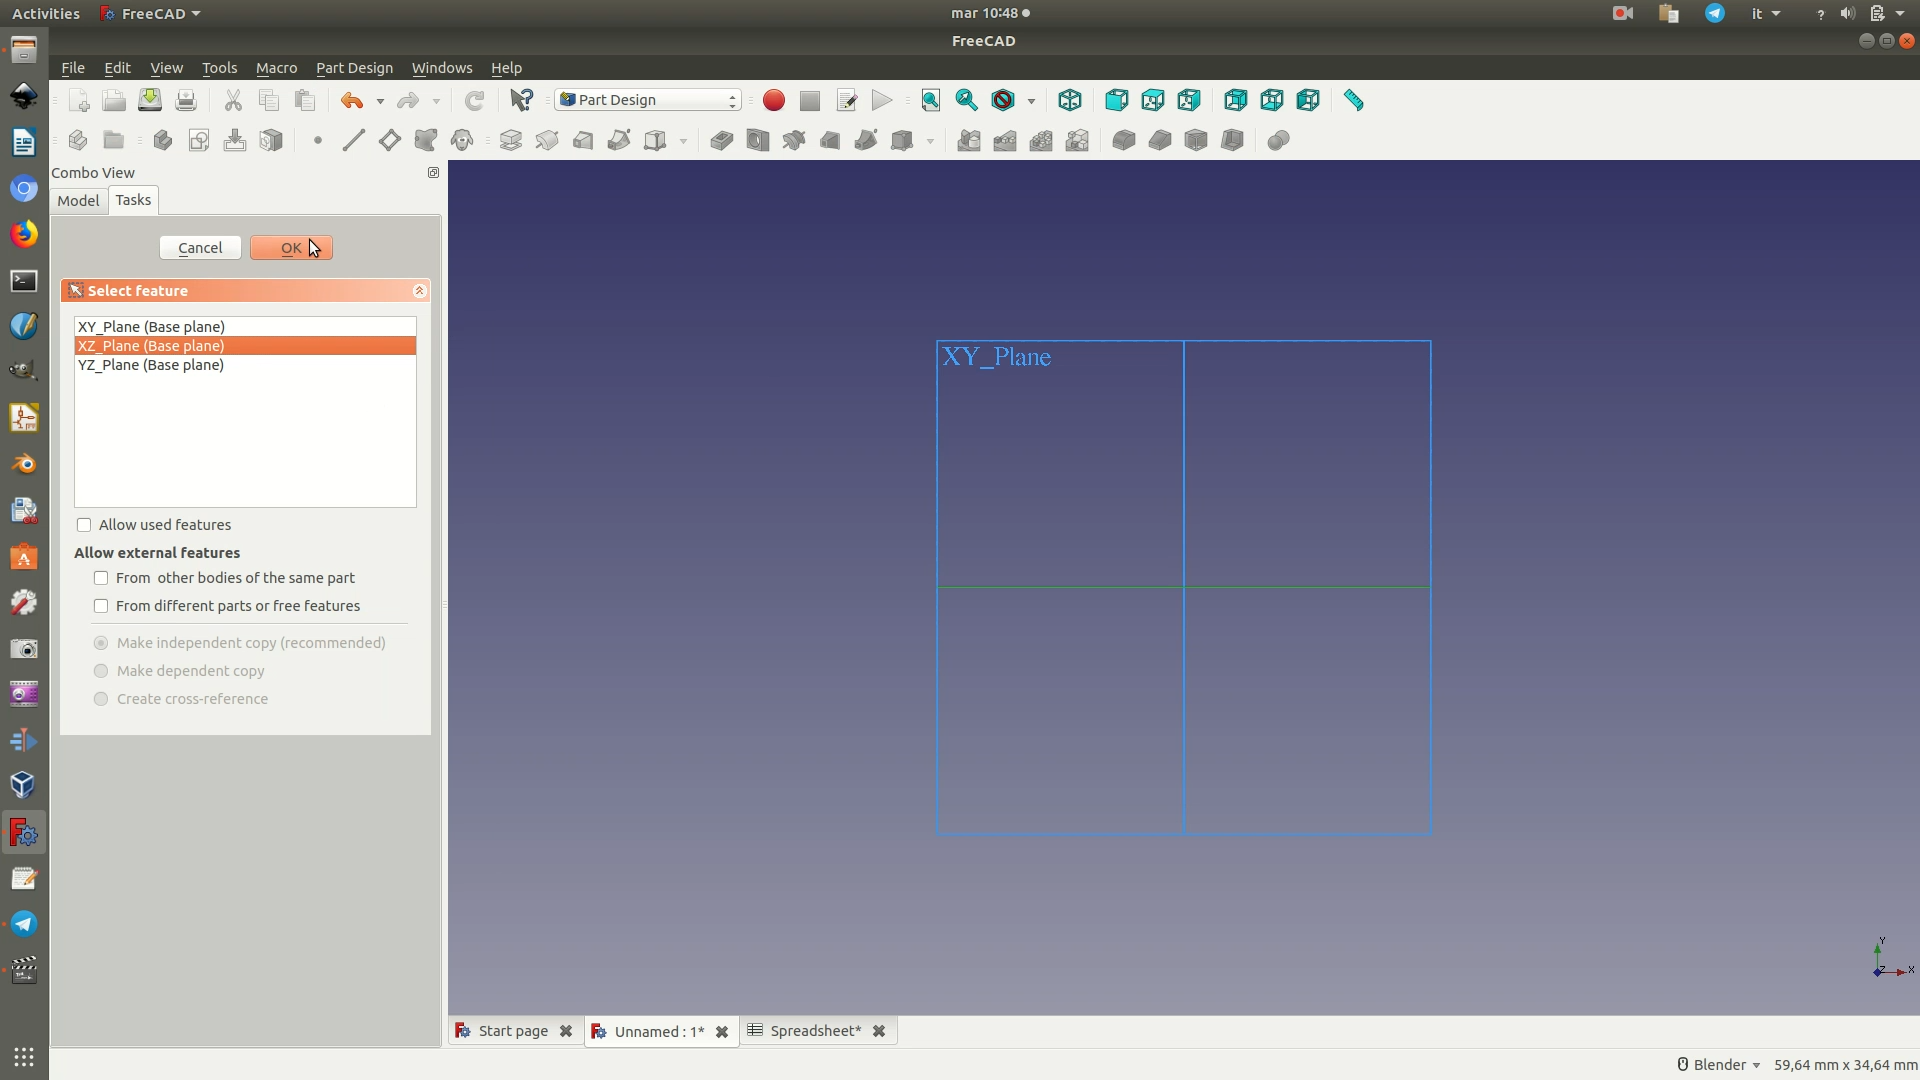 Activities FreeCAD mar 10:48 it ?
FreeCAD
File Edit View Tools Macro Part Design Windows Help
Part Design
Combo View
Model Tasks
Cancel OK
Select feature
XY_Plane (Base plane)
XZ_Plane (Base plane)
YZ_Plane (Base plane)
Allow used features
Allow external features
From other bodies of the same part
From different parts or free features
Make independent copy (recommended)
Make dependent copy
Create cross-reference
XY_Plane
Y
Z X
Start page Unnamed : 1* Spreadsheet*
Blender 59,64 mm x 34,64 mm